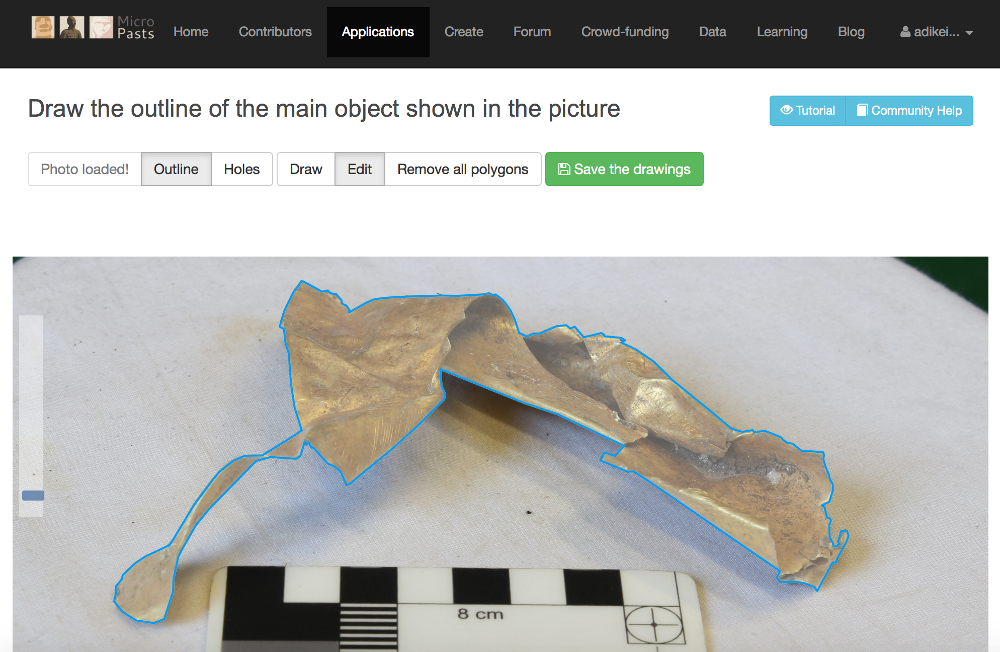 Micro
Pasts
Home Contributors Applications Create Forum Crowd-funding Data Learning Blog adikei...
Draw the outline of the main object shown in the picture
Tutorial Community Help
Photo loaded! Outline Holes Draw Edit Remove all polygons Save the drawings
8 cm